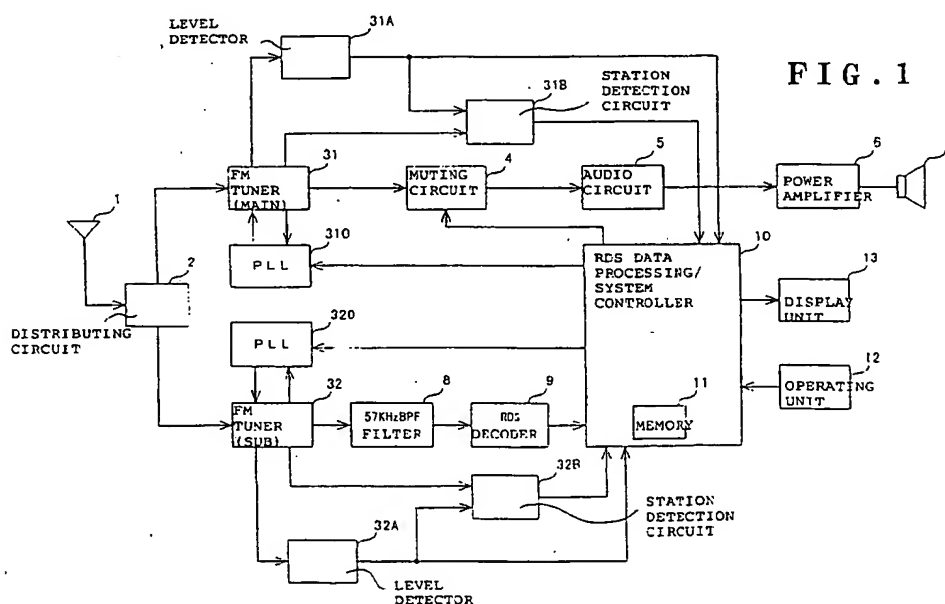 FIG. 1
LEVEL
DETECTOR
31A
31B
STATION
DETECTION
CIRCUIT
1
2
DISTRIBUTING
CIRCUIT
31
FM
TUNER
(MAIN)
4
MUTING
CIRCUIT
5
AUDIO
CIRCUIT
6
POWER
AMPLIFIER
310
PLL
320
PLL
10
RDS DATA
PROCESSING/
SYSTEM
CONTROLLER
11
MEMORY
13
DISPLAY
UNIT
12
OPERATING
UNIT
32
FM
TUNER
(SUB)
8
57KHzBPF
FILTER
9
RDS
DECODER
32B
STATION
DETECTION
CIRCUIT
32A
LEVEL
DETECTOR